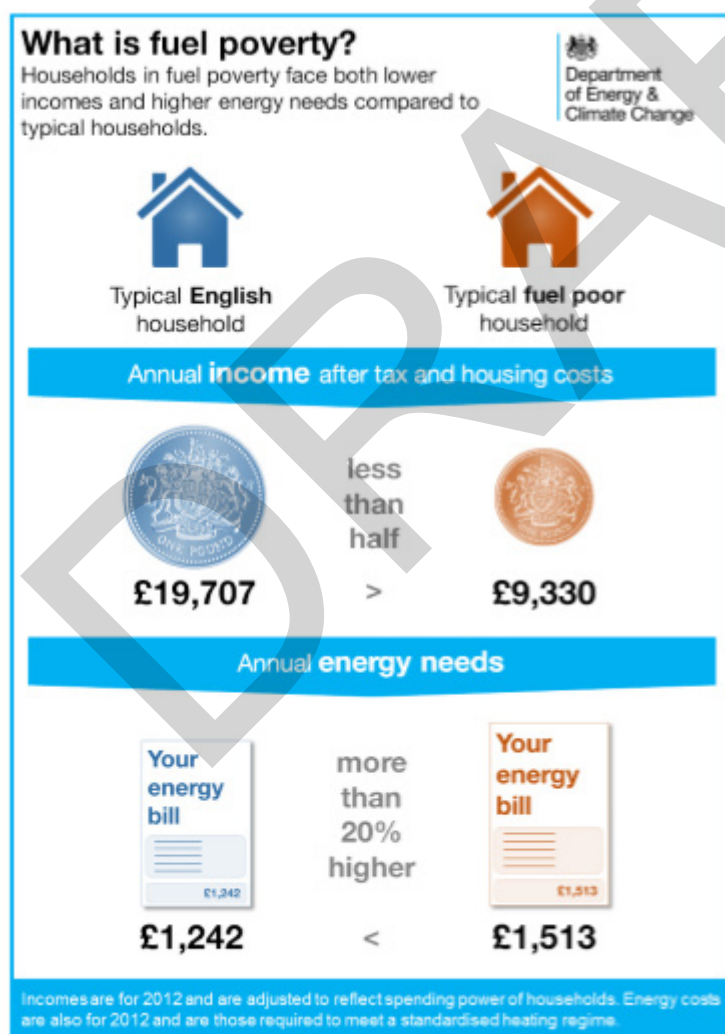 What is fuel poverty?
Households in fuel poverty face both lower
incomes and higher energy needs compared to
typical households.
Department
of Energy &
Climate Change
Typical English
household
Typical fuel poor
household
Annual income after tax and housing costs
ONE POUND
less
than
half
£19,707
>
£9,330
Annual energy needs
Your
energy
bill
£1,242
more
than
20%
higher
Your
energy
bill
£1,513
£1,242
<
£1,513
Incomes are for 2012 and are adjusted to reflect spending power of households. Energy costs
are also for 2012 and are those required to meet a standardised heating regime.